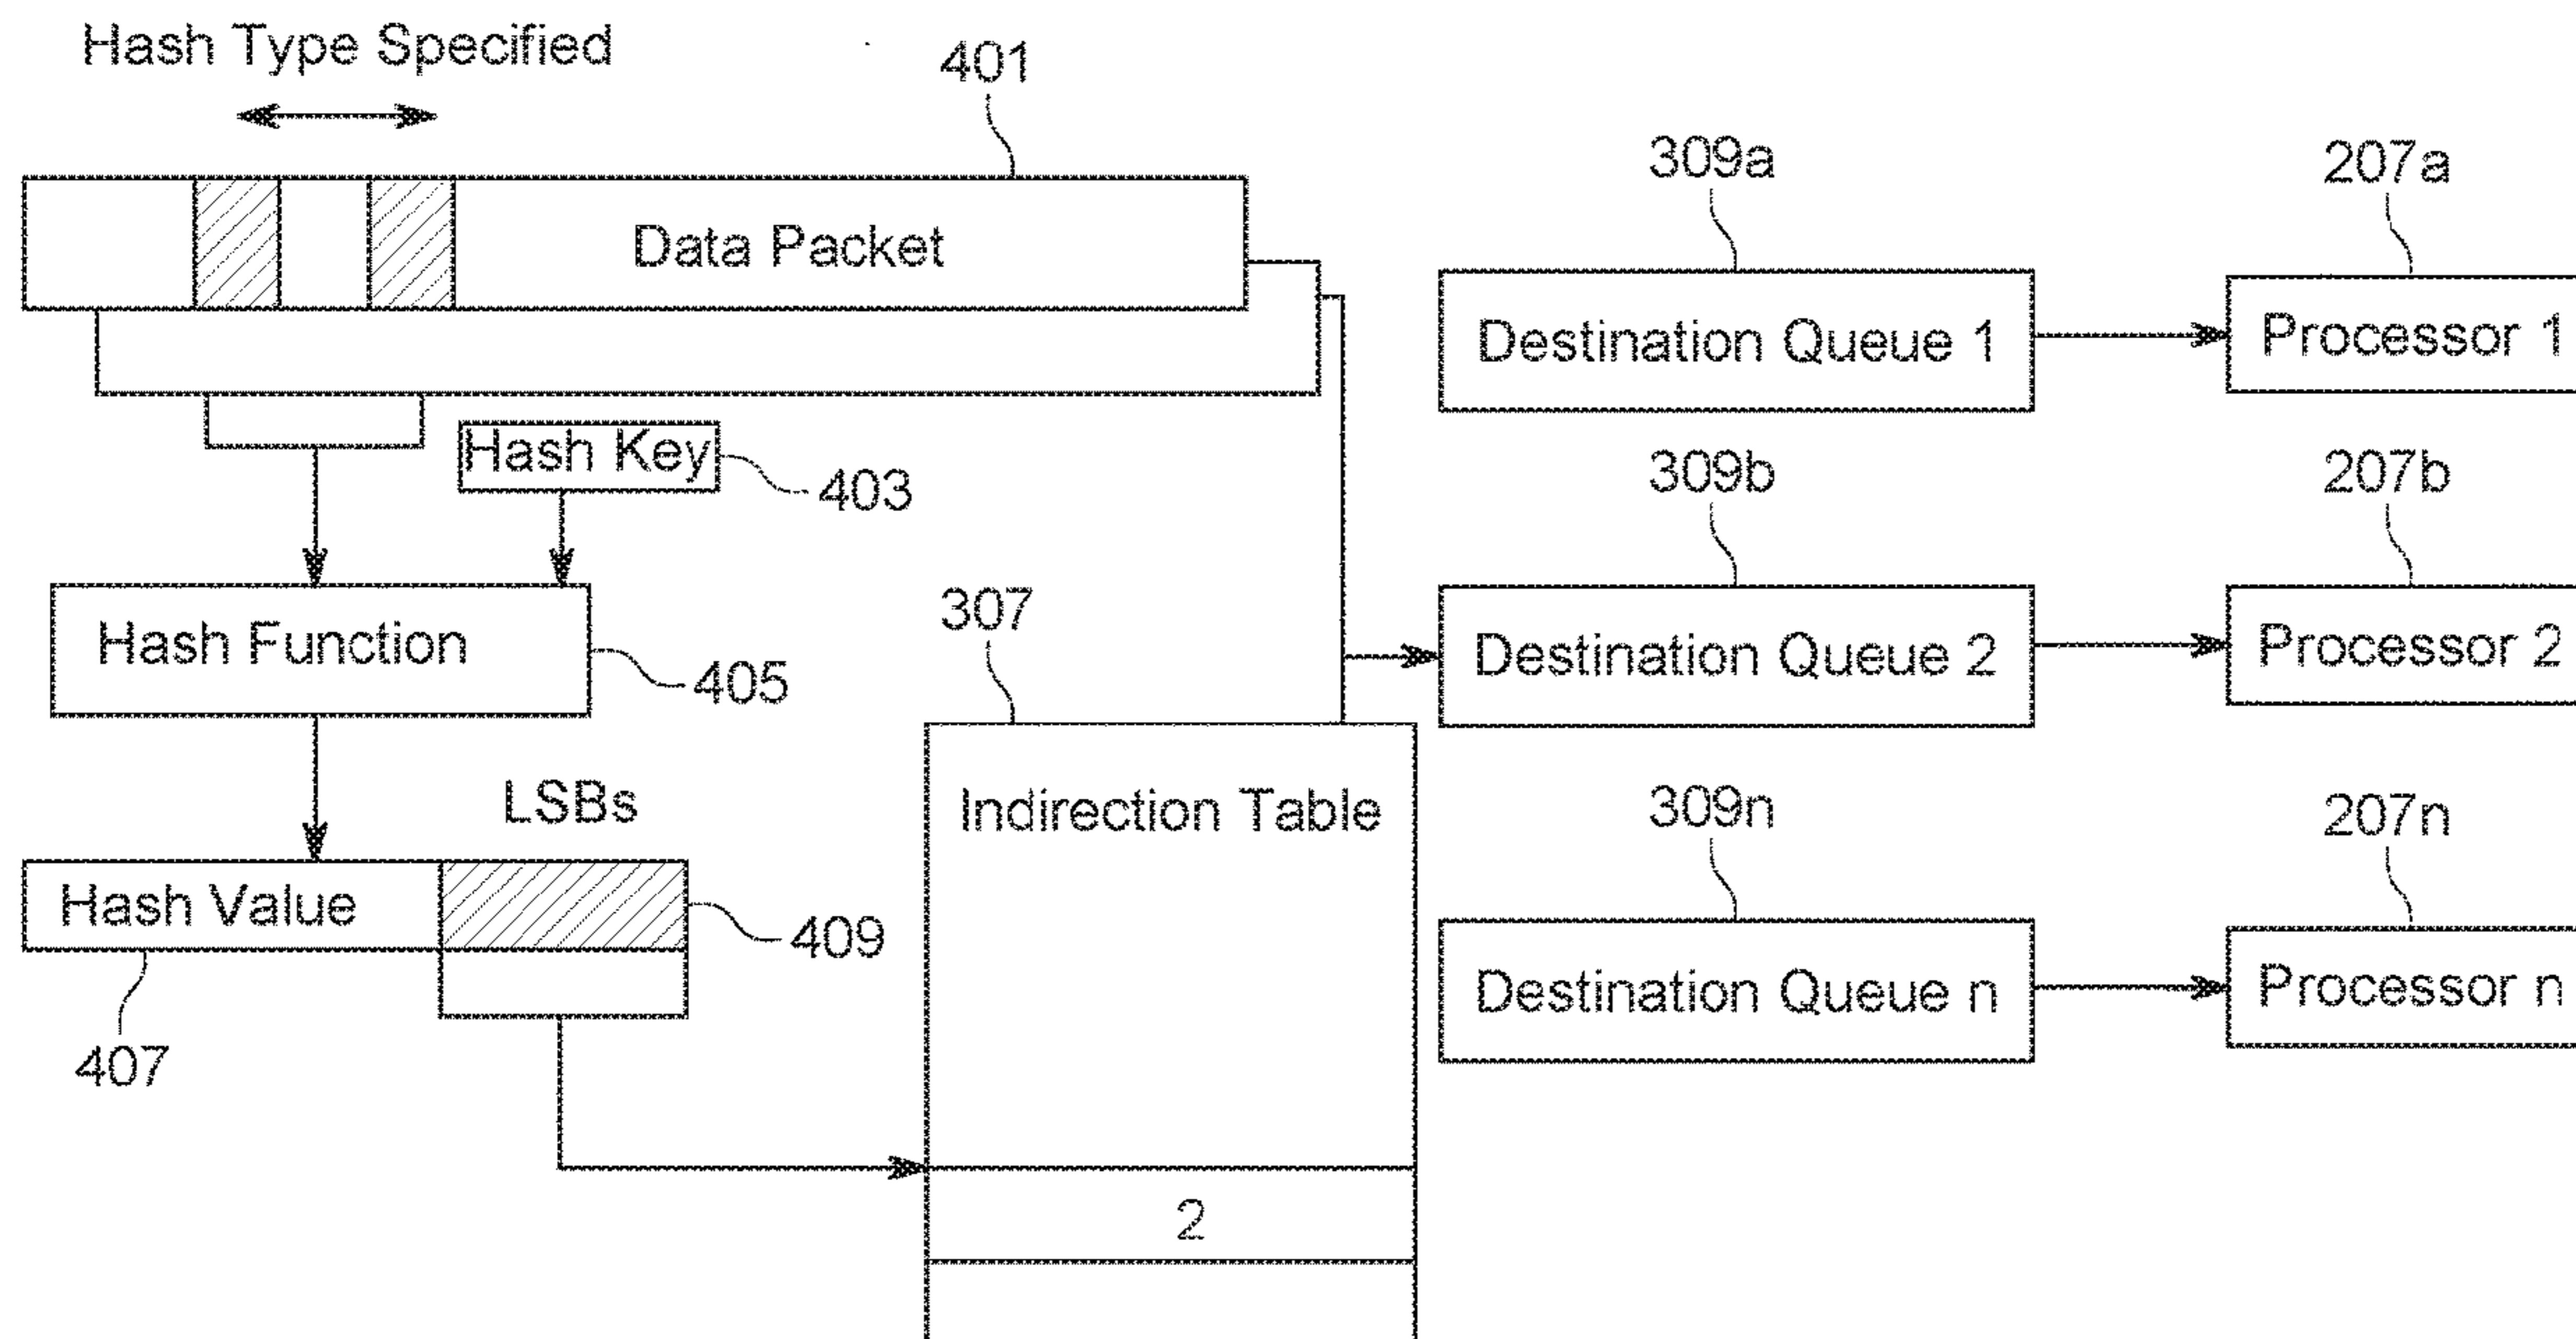 Hash Type Specified
401
Data Packet
309a
207a
Destination Queue 1
Processor 1
Hash Key
403
309b
207b
Hash Function
405
307
Destination Queue 2
Processor 2
LSBs
Indirection Table
309n
207n
Hash Value
409
407
Destination Queue n
Processor n
2